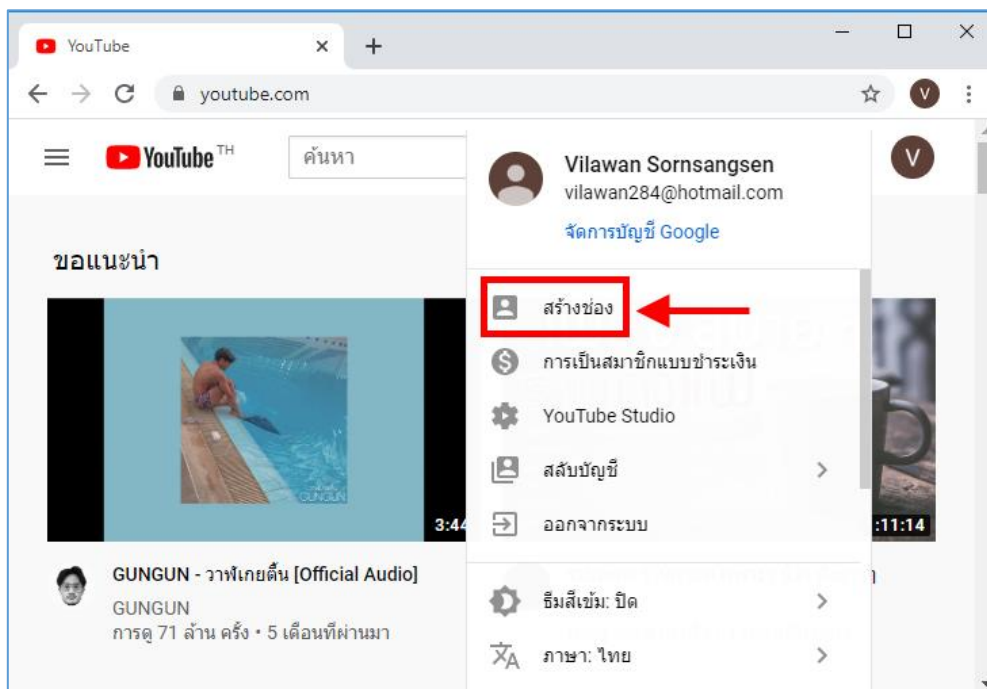 YouTube
youtube.com
V
YouTube TH
ค้นหา
V
Vilawan Sornsangsen
vilawan284@hotmail.com
จัดการบัญชี Google
ขอแนะนำ
สร้างช่อง
การเป็นสมาชิกแบบชำระเงิน
YouTube Studio
สลับบัญชี
ออกจากระบบ
ธีมสีเข้ม: ปิด
ภาษา: ไทย
GUNGUN
3:44
:11:14
GUNGUN - วาฬเกยตื้น [Official Audio]
GUNGUN
การดู 71 ล้าน ครั้ง • 5 เดือนที่ผ่านมา